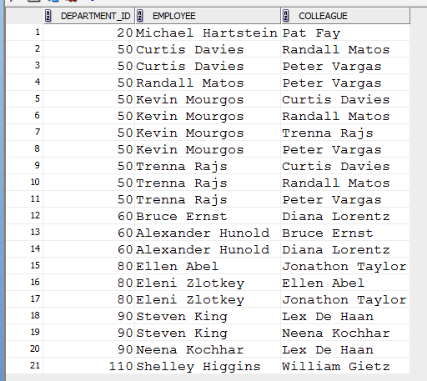 DEPARTMENT_ID EMPLOYEE COLLEAGUE
1 20 Michael Hartstein Pat Fay
2 50 Curtis Davies Randall Matos
3 50 Curtis Davies Peter Vargas
4 50 Randall Matos Peter Vargas
5 50 Kevin Mourgos Curtis Davies
6 50 Kevin Mourgos Randall Matos
7 50 Kevin Mourgos Trenna Rajs
8 50 Kevin Mourgos Peter Vargas
9 50 Trenna Rajs Curtis Davies
10 50 Trenna Rajs Randall Matos
11 50 Trenna Rajs Peter Vargas
12 60 Bruce Ernst Diana Lorentz
13 60 Alexander Hunold Bruce Ernst
14 60 Alexander Hunold Diana Lorentz
15 80 Ellen Abel Jonathon Taylor
16 80 Eleni Zlotkey Ellen Abel
17 80 Eleni Zlotkey Jonathon Taylor
18 90 Steven King Lex De Haan
19 90 Steven King Neena Kochhar
20 90 Neena Kochhar Lex De Haan
21 110 Shelley Higgins William Gietz